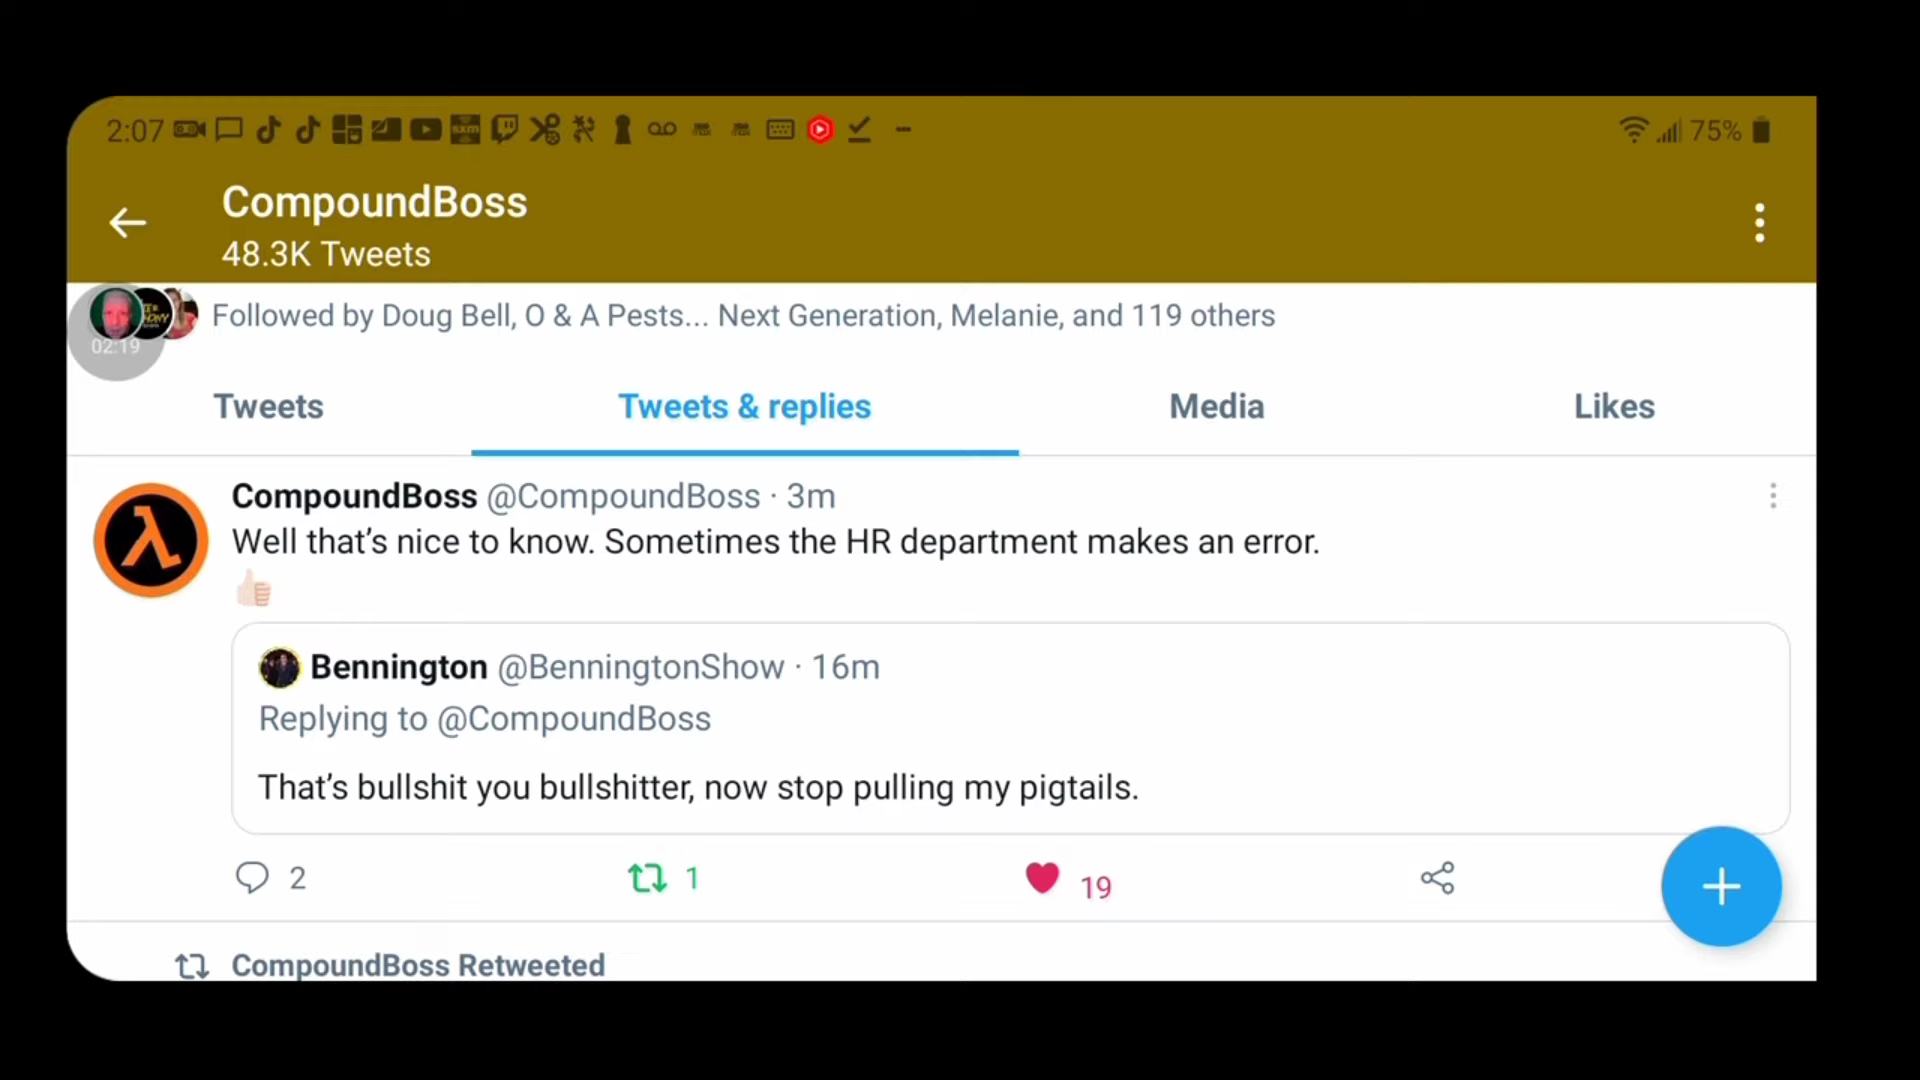 2:07
75%
CompoundBoss
48.3K Tweets
Followed by Doug Bell, O & A Pests... Next Generation, Melanie, and 119 others
02:19
Tweets
Tweets & replies
Media
Likes
CompoundBoss @CompoundBoss · 3m
Well that’s nice to know. Sometimes the HR department makes an error.
Bennington @BenningtonShow · 16m
Replying to @CompoundBoss
That’s bullshit you bullshitter, now stop pulling my pigtails.
2
1
19
CompoundBoss Retweeted